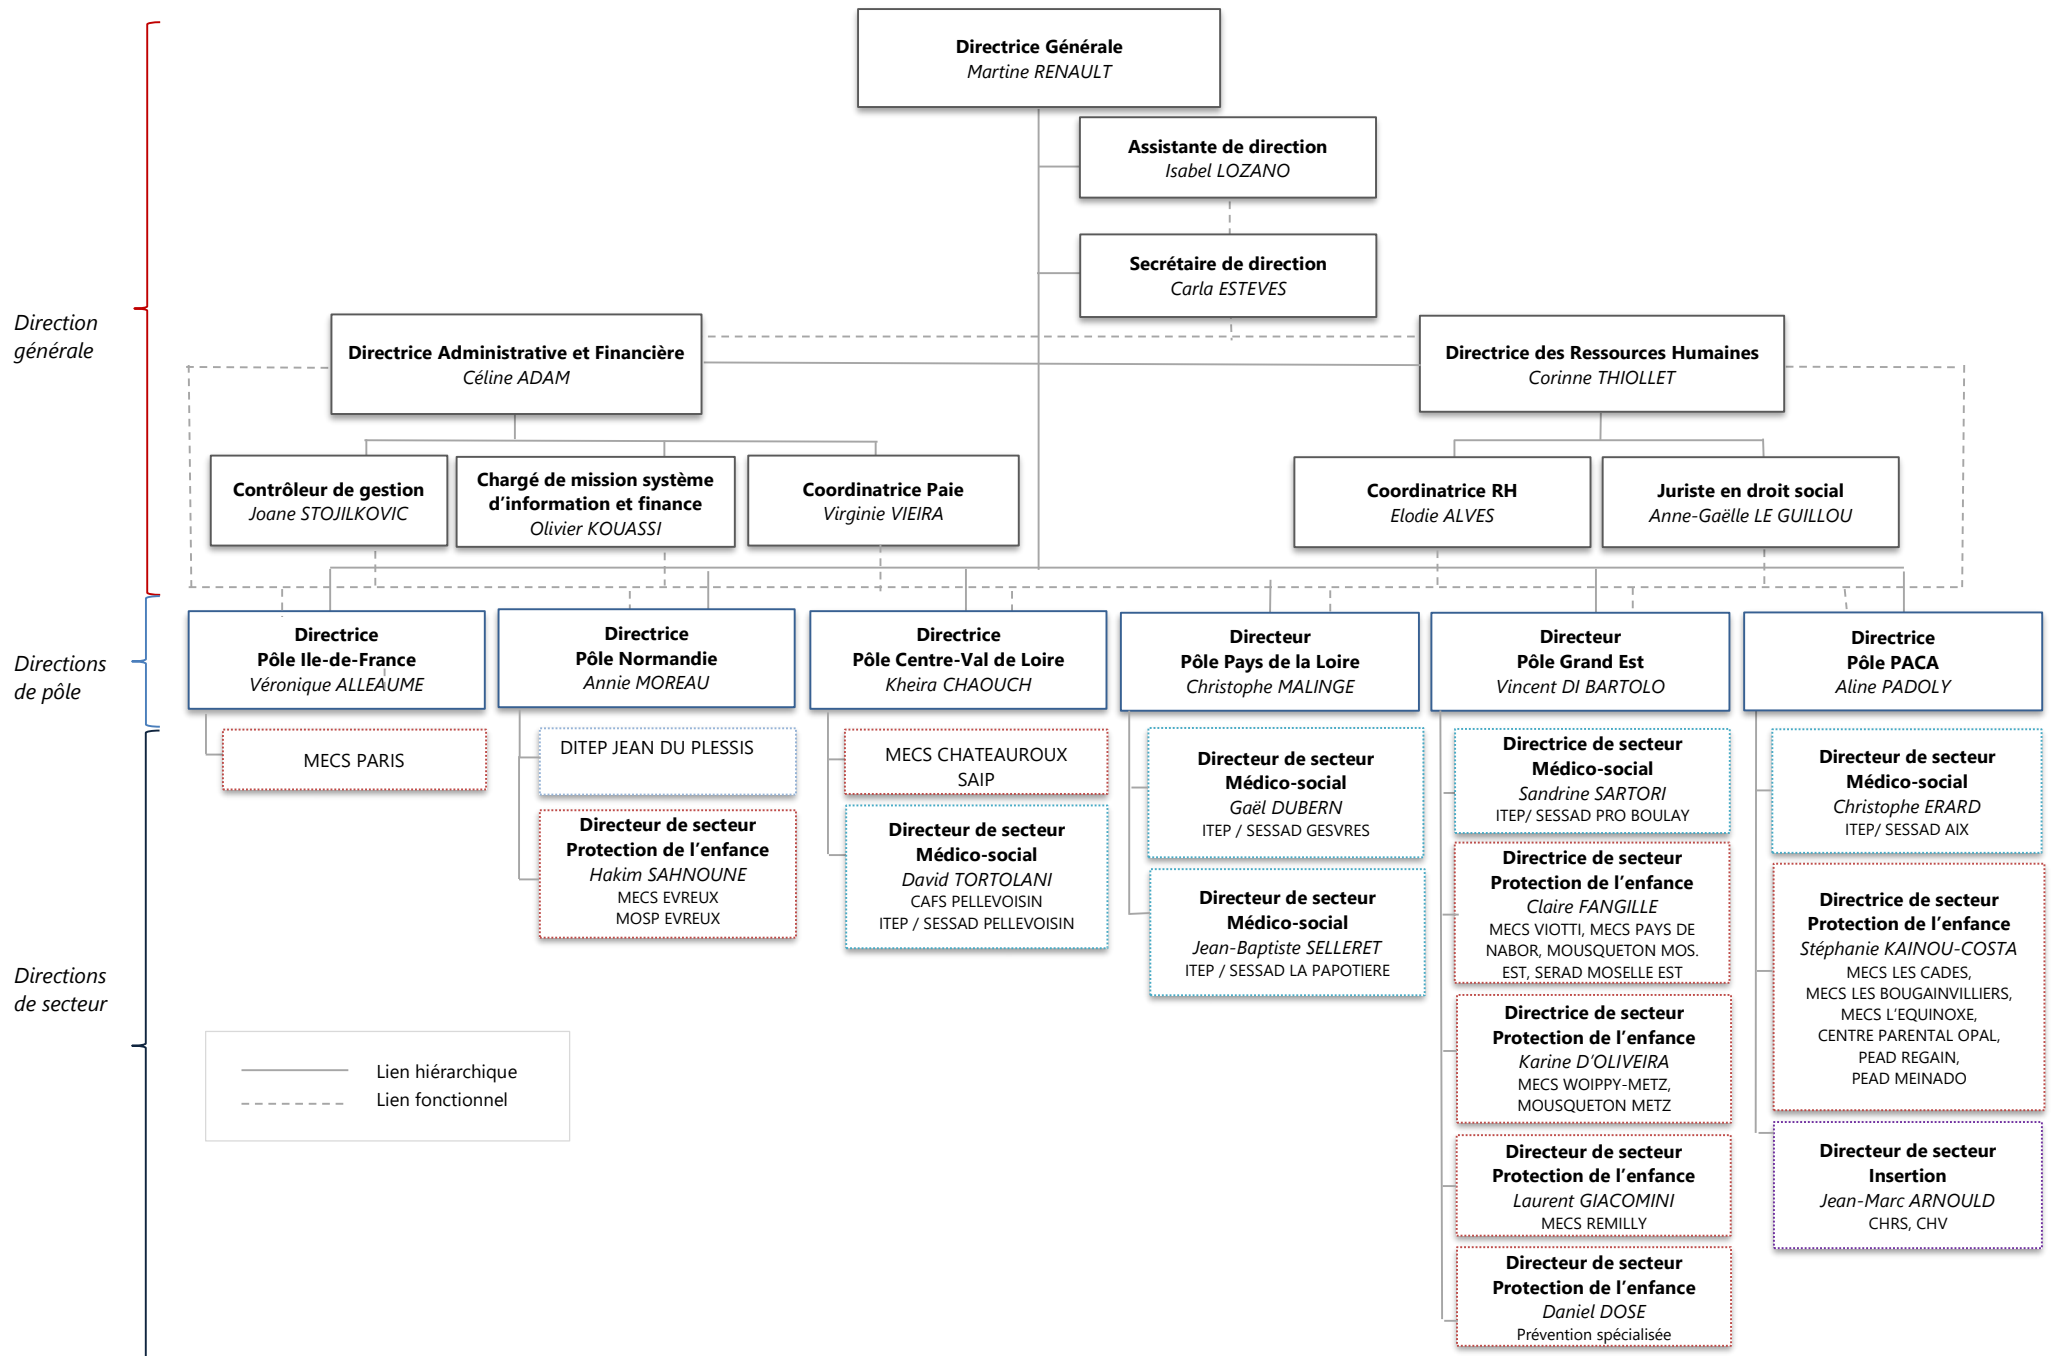 Directrice Générale
Martine RENAULT
Assistante de direction
Isabel LOZANO
Secrétaire de direction
Carla ESTEVES
Direction
générale
Directrice Administrative et Financière
Céline ADAM
Directrice des Ressources Humaines
Corinne THIOLLET
Contrôleur de gestion
Joane STOJILKOVIC
Chargé de mission système
d’information et finance
Olivier KOUASSI
Coordinatrice Paie
Virginie VIEIRA
Coordinatrice RH
Elodie ALVES
Juriste en droit social
Anne-Gaëlle LE GUILLOU
Directions
de pôle
Directrice
Pôle Ile-de-France
Véronique ALLEAUME
Directrice
Pôle Normandie
Annie MOREAU
Directrice
Pôle Centre-Val de Loire
Kheira CHAOUCH
Directeur
Pôle Pays de la Loire
Christophe MALINGE
Directeur
Pôle Grand Est
Vincent DI BARTOLO
Directrice
Pôle PACA
Aline PADOLY
Directions
de secteur
MECS PARIS
DITEP JEAN DU PLESSIS
Directeur de secteur
Protection de l’enfance
Hakim SAHNOUNE
MECS EVREUX
MOSP EVREUX
MECS CHATEAUROUX
SAIP
Directeur de secteur
Médico-social
David TORTOLANI
CAFS PELLEVOISIN
ITEP / SESSAD PELLEVOISIN
Directeur de secteur
Médico-social
Gaël DUBERN
ITEP / SESSAD GESVRES
Directeur de secteur
Médico-social
Jean-Baptiste SELLERET
ITEP / SESSAD LA PAPOTIERE
Directrice de secteur
Médico-social
Sandrine SARTORI
ITEP/ SESSAD PRO BOULAY
Directrice de secteur
Protection de l’enfance
Claire FANGILLE
MECS VIOTTI, MECS PAYS DE
NABOR, MOUSQUETON MOS.
EST, SERAD MOSELLE EST
Directrice de secteur
Protection de l’enfance
Karine D’OLIVEIRA
MECS WOIPPY-METZ,
MOUSQUETON METZ
Directeur de secteur
Protection de l’enfance
Laurent GIACOMINI
MECS REMILLY
Directeur de secteur
Protection de l’enfance
Daniel DOSE
Prévention spécialisée
Directeur de secteur
Médico-social
Christophe ERARD
ITEP/ SESSAD AIX
Directrice de secteur
Protection de l’enfance
Stéphanie KAINOU-COSTA
MECS LES CADES,
MECS LES BOUGAINVILLIERS,
MECS L’EQUINOXE,
CENTRE PARENTAL OPAL,
PEAD REGAIN,
PEAD MEINADO
Directeur de secteur
Insertion
Jean-Marc ARNOULD
CHRS, CHV
Lien hiérarchique
Lien fonctionnel